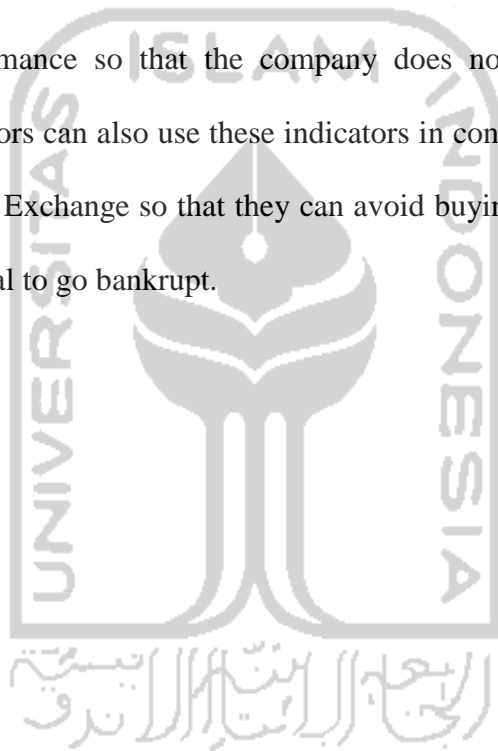 mance so that the company does no
ors can also use these indicators in con
Exchange so that they can avoid buyin
al to go bankrupt.
UNIVERSITAS
ISLAM
INDONESIA